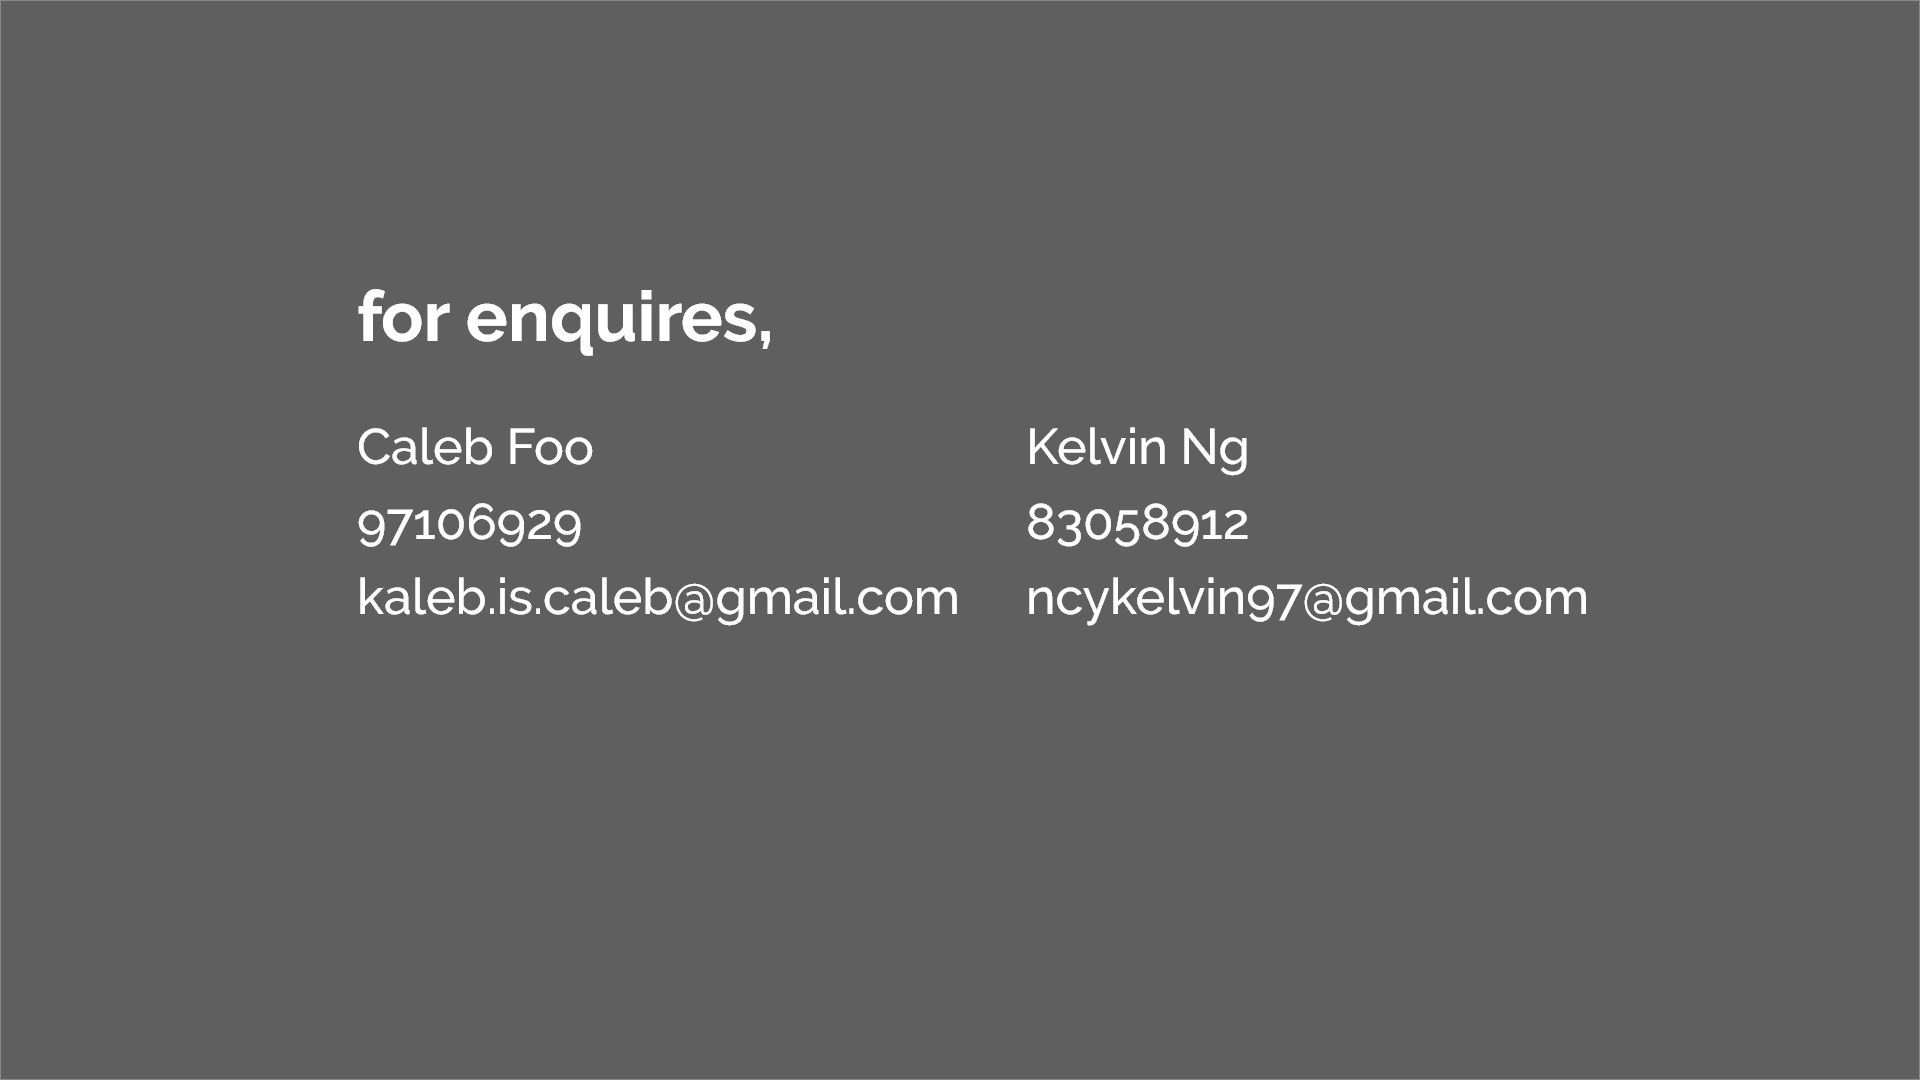 for enquires,
Caleb Foo
97106929
kaleb.is.caleb@gmail.com
Kelvin Ng
83058912
ncykelvin97@gmail.com